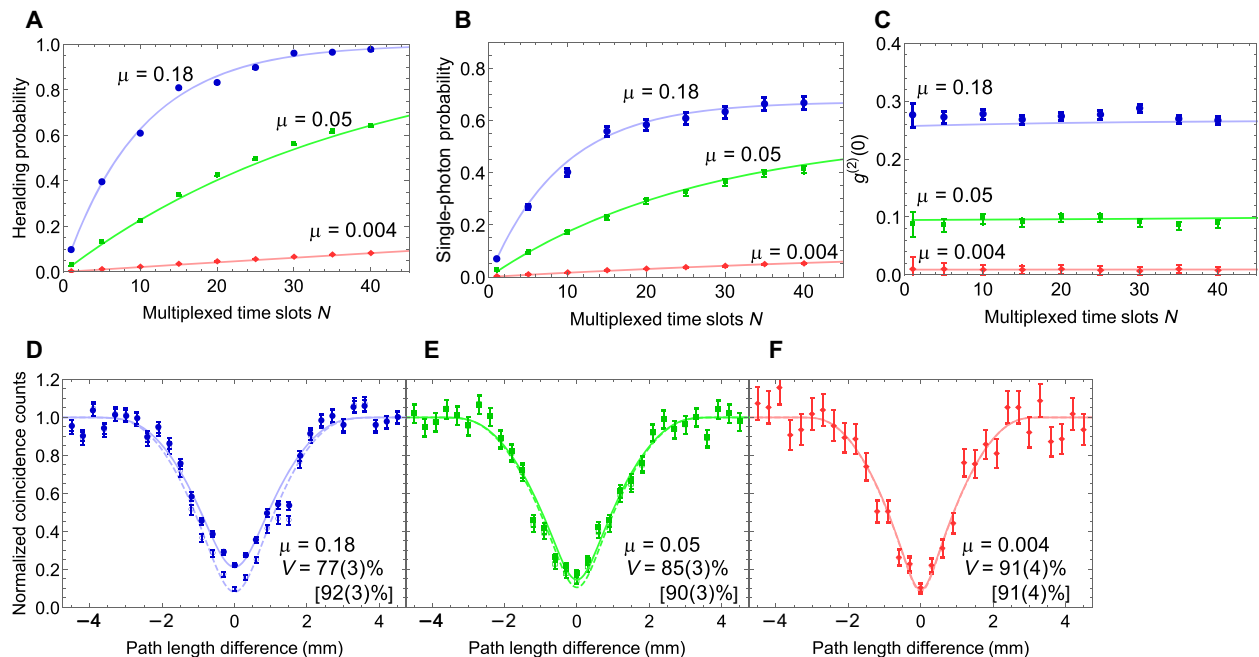 A
B
C
Heralding probability
1.0
0.8
0.6
0.4
0.2
0.0
μ = 0.18
μ = 0.05
μ = 0.004
0
10
20
30
40
Multiplexed time slots N
Single-photon probability
1.0
0.8
0.6
0.4
0.2
0.0
μ = 0.18
μ = 0.05
μ = 0.004
0
10
20
30
40
Multiplexed time slots N
g(2)(0)
0.4
0.3
0.2
0.1
0.0
μ = 0.18
μ = 0.05
μ = 0.004
0
10
20
30
40
Multiplexed time slots N
D
E
F
Normalized coincidence counts
1.2
1.0
0.8
0.6
0.4
0.2
0.0
μ = 0.18
V = 77(3)%
[92(3)%]
−4
−2
0
2
4
Path length difference (mm)
μ = 0.05
V = 85(3)%
[90(3)%]
−4
−2
0
2
4
Path length difference (mm)
μ = 0.004
V = 91(4)%
[91(4)%]
−4
−2
0
2
4
Path length difference (mm)